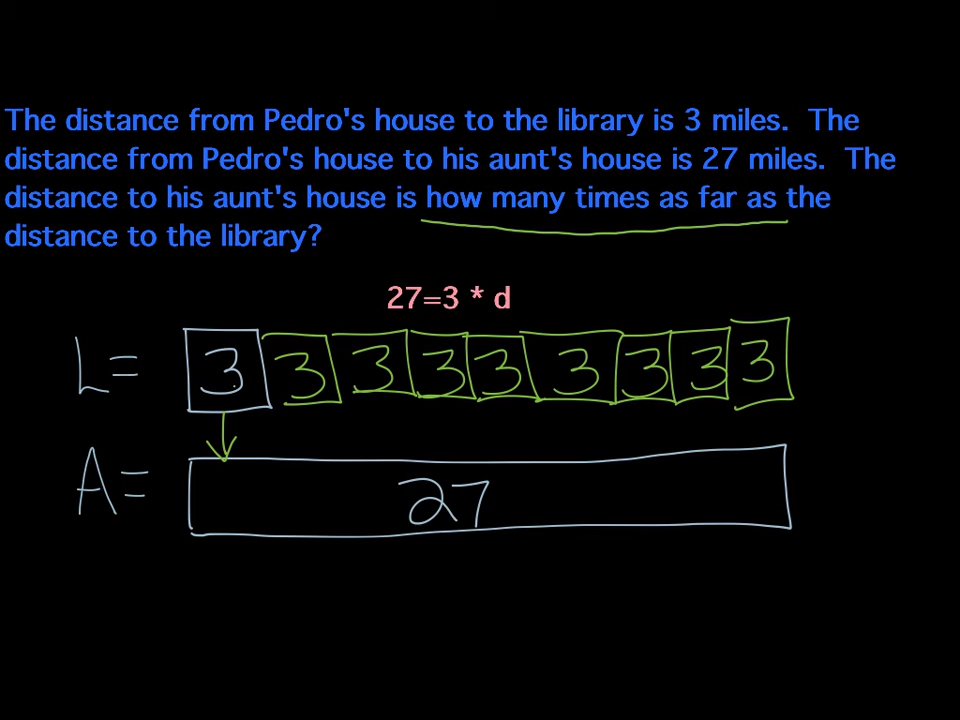 The distance from Pedro's house to the library is 3 miles.  The
distance from Pedro's house to his aunt's house is 27 miles.  The
distance to his aunt's house is how many times as far as the
distance to the library?
27=3 * d
L= 3 3 3 3 3 3 3 3 3
A= 27